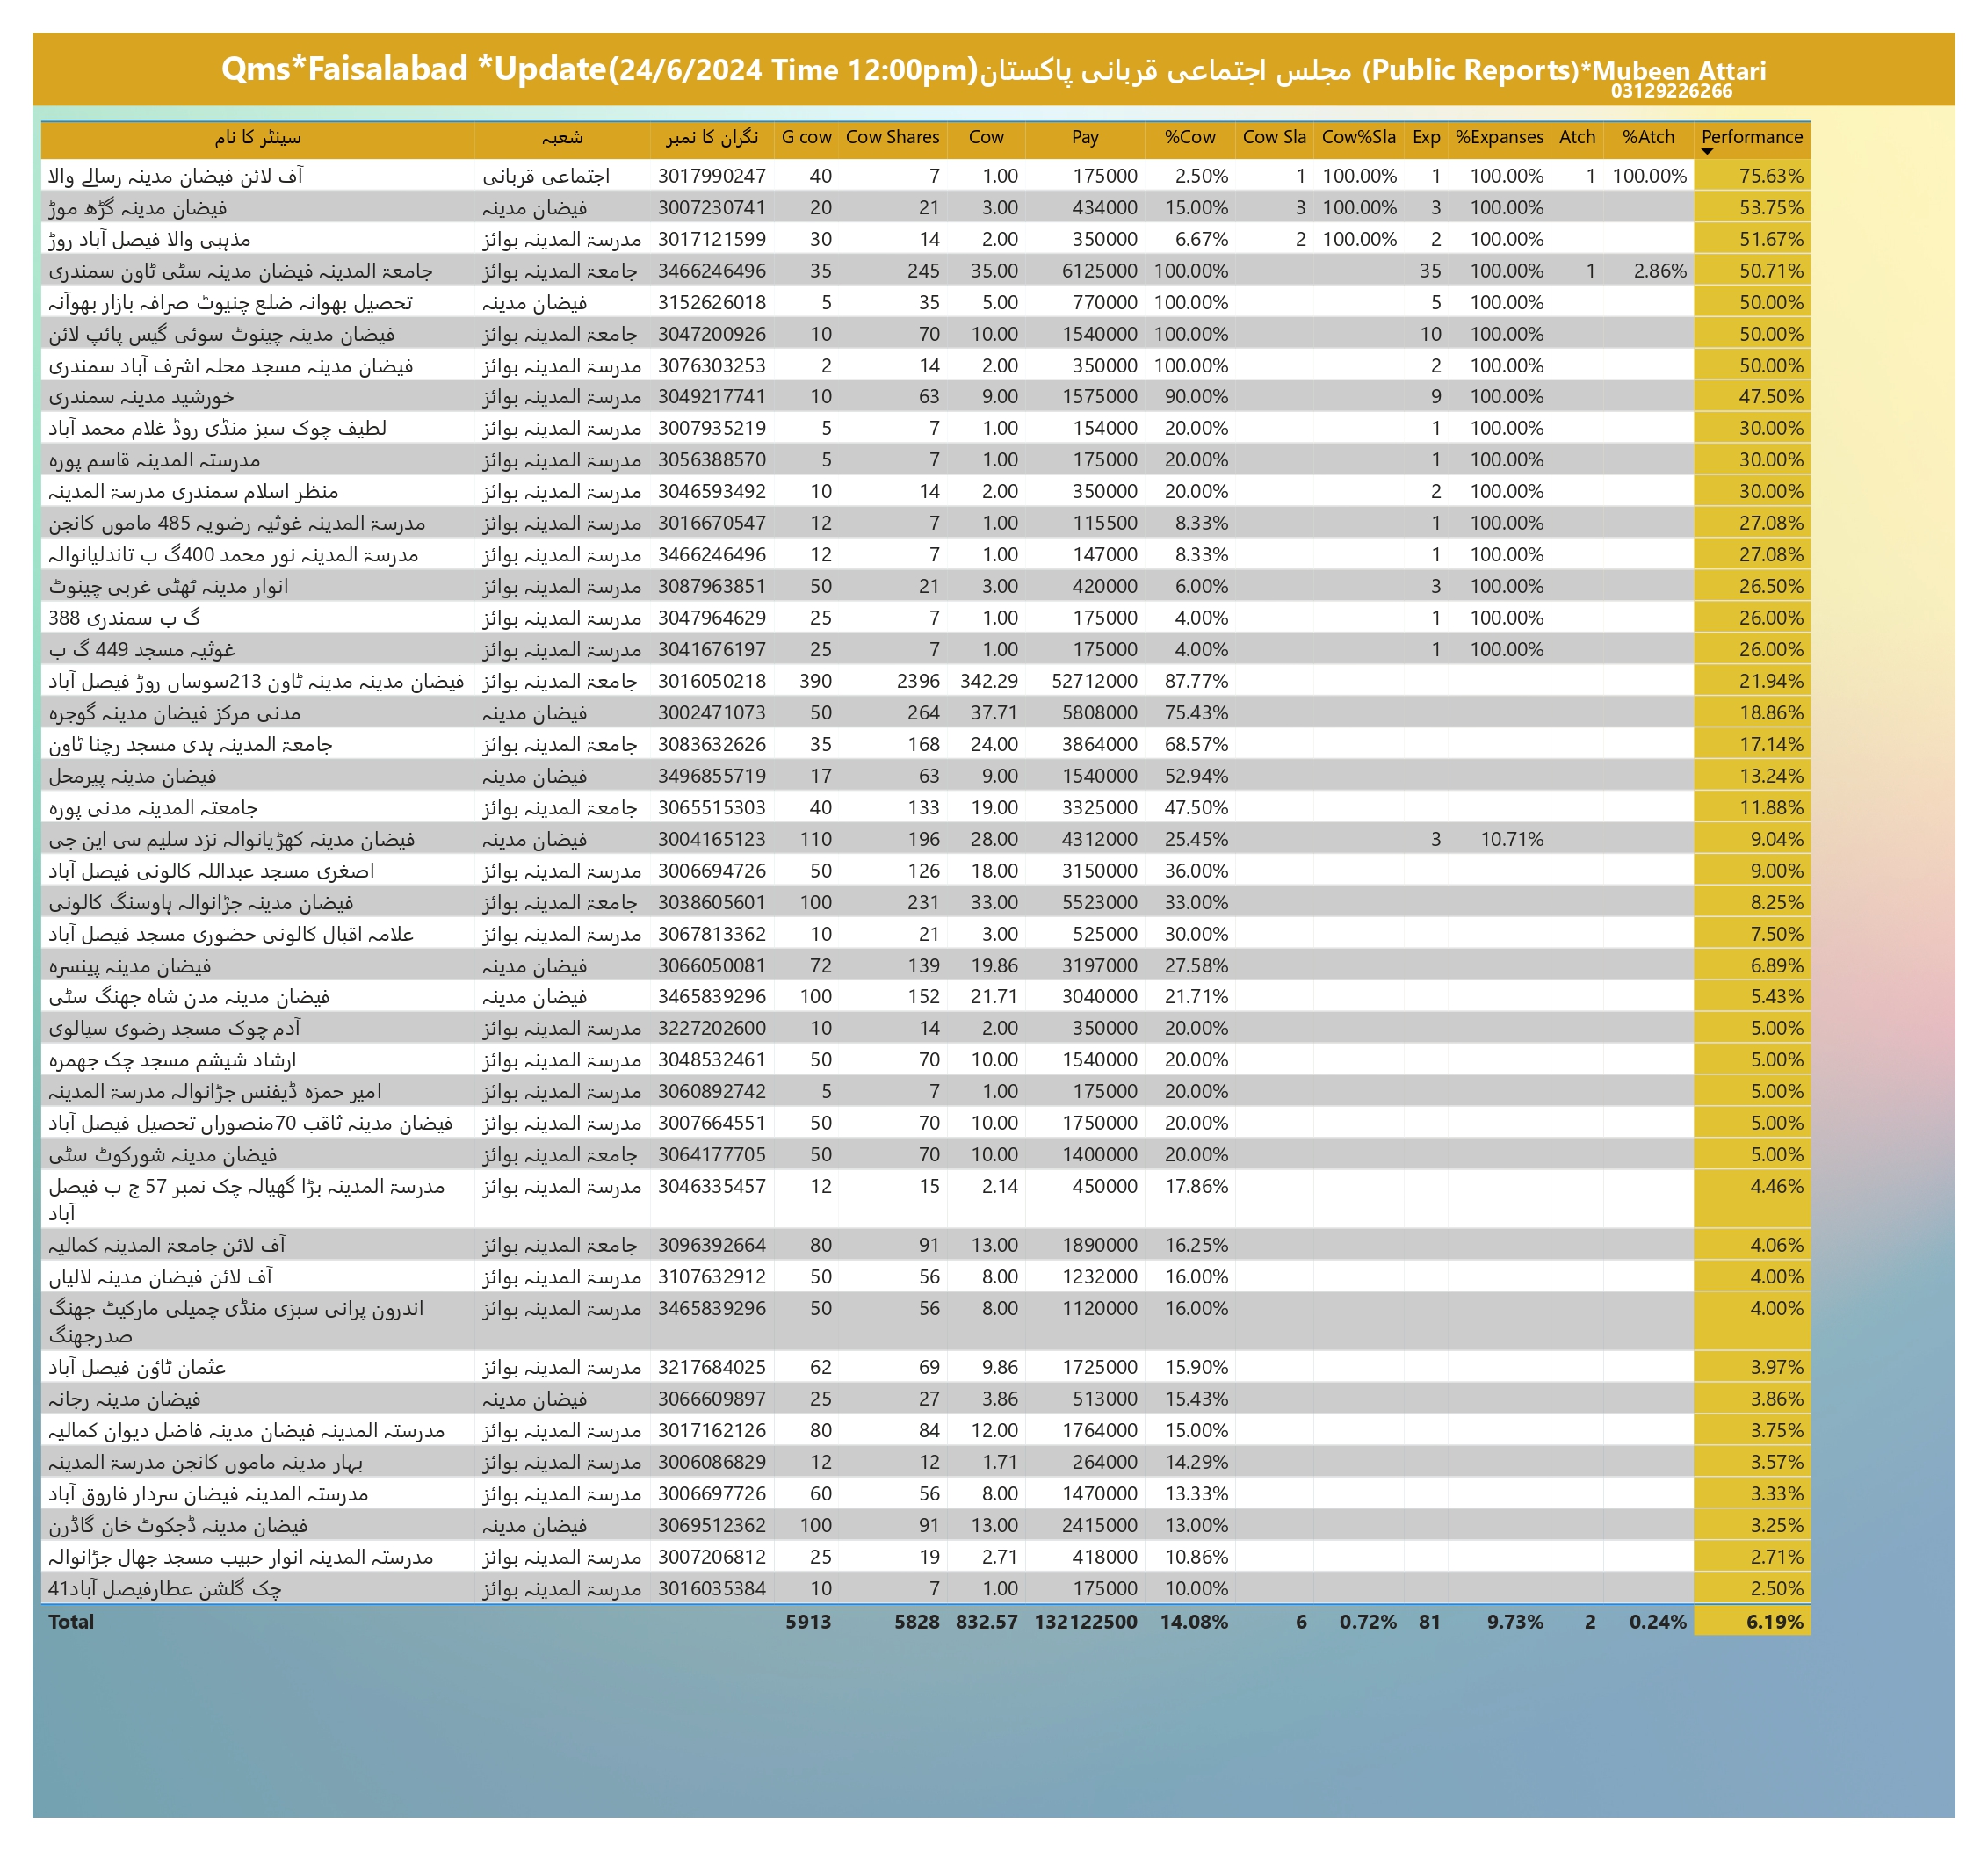 Qms*Faisalabad *Update(24/6/2024 Time 12:00pm)مجلس اجتماعی قربانی پاکستان (Public Reports)*Mubeen Attari
03129226266
سینٹر کا نام شعبہ نگران کا نمبر G cow Cow Shares Cow Pay %Cow Cow Sla Cow%Sla Exp %Expanses Atch %Atch Performance
آف لائن فیضان مدینہ رسالے والا اجتماعی قربانی 3017990247 40 7 1.00 175000 2.50% 1 100.00% 1 100.00% 1 100.00% 75.63%
فیضان مدینہ گڑھ موڑ فیضان مدینہ 3007230741 20 21 3.00 434000 15.00% 3 100.00% 3 100.00% 53.75%
مذہبی والا فیصل آباد روڑ مدرسۃ المدینہ بوائز 3017121599 30 14 2.00 350000 6.67% 2 100.00% 2 100.00% 51.67%
جامعۃ المدینہ فیضان مدینہ سٹی ٹاون سمندری جامعۃ المدینہ بوائز 3466246496 35 245 35.00 6125000 100.00% 35 100.00% 1 2.86% 50.71%
تحصیل بھوانہ ضلع چنیوٹ صرافہ بازار بھوآنہ فیضان مدینہ 3152626018 5 35 5.00 770000 100.00% 5 100.00% 50.00%
فیضان مدینہ چینوٹ سوئی گیس پائپ لائن جامعۃ المدینہ بوائز 3047200926 10 70 10.00 1540000 100.00% 10 100.00% 50.00%
فیضان مدینہ مسجد محلہ اشرف آباد سمندری مدرسۃ المدینہ بوائز 3076303253 2 14 2.00 350000 100.00% 2 100.00% 50.00%
خورشید مدینہ سمندری مدرسۃ المدینہ بوائز 3049217741 10 63 9.00 1575000 90.00% 9 100.00% 47.50%
لطیف چوک سبز منڈی روڈ غلام محمد آباد مدرسۃ المدینہ بوائز 3007935219 5 7 1.00 154000 20.00% 1 100.00% 30.00%
مدرستہ المدینہ قاسم پورہ مدرسۃ المدینہ بوائز 3056388570 5 7 1.00 175000 20.00% 1 100.00% 30.00%
منظر اسلام سمندری مدرسۃ المدینہ مدرسۃ المدینہ بوائز 3046593492 10 14 2.00 350000 20.00% 2 100.00% 30.00%
مدرسۃ المدینہ غوثیہ رضویہ 485 ماموں کانجن مدرسۃ المدینہ بوائز 3016670547 12 7 1.00 115500 8.33% 1 100.00% 27.08%
مدرسۃ المدینہ نور محمد 400گ ب تاندلیانوالہ مدرسۃ المدینہ بوائز 3466246496 12 7 1.00 147000 8.33% 1 100.00% 27.08%
انوار مدینہ ٹھٹی غربی چینوٹ مدرسۃ المدینہ بوائز 3087963851 50 21 3.00 420000 6.00% 3 100.00% 26.50%
388 گ ب سمندری مدرسۃ المدینہ بوائز 3047964629 25 7 1.00 175000 4.00% 1 100.00% 26.00%
غوثیہ مسجد 449 گ ب مدرسۃ المدینہ بوائز 3041676197 25 7 1.00 175000 4.00% 1 100.00% 26.00%
فیضان مدینہ مدینہ ٹاون 213سوساں روڑ فیصل آباد جامعۃ المدینہ بوائز 3016050218 390 2396 342.29 52712000 87.77% 21.94%
مدنی مرکز فیضان مدینہ گوجرہ فیضان مدینہ 3002471073 50 264 37.71 5808000 75.43% 18.86%
جامعۃ المدینہ ہدی مسجد رچنا ٹاون جامعۃ المدینہ بوائز 3083632626 35 168 24.00 3864000 68.57% 17.14%
فیضان مدینہ پیرمحل فیضان مدینہ 3496855719 17 63 9.00 1540000 52.94% 13.24%
جامعتہ المدینہ مدنی پورہ جامعۃ المدینہ بوائز 3065515303 40 133 19.00 3325000 47.50% 11.88%
فیضان مدینہ کھڑیانوالہ نزد سلیم سی این جی فیضان مدینہ 3004165123 110 196 28.00 4312000 25.45% 3 10.71% 9.04%
اصغری مسجد عبداللہ کالونی فیصل آباد مدرسۃ المدینہ بوائز 3006694726 50 126 18.00 3150000 36.00% 9.00%
فیضان مدینہ جڑانوالہ ہاوسنگ کالونی جامعۃ المدینہ بوائز 3038605601 100 231 33.00 5523000 33.00% 8.25%
علامہ اقبال کالونی حضوری مسجد فیصل آباد مدرسۃ المدینہ بوائز 3067813362 10 21 3.00 525000 30.00% 7.50%
فیضان مدینہ پینسرہ فیضان مدینہ 3066050081 72 139 19.86 3197000 27.58% 6.89%
فیضان مدینہ مدن شاہ جھنگ سٹی فیضان مدینہ 3465839296 100 152 21.71 3040000 21.71% 5.43%
آدم چوک مسجد رضوی سیالوی مدرسۃ المدینہ بوائز 3227202600 10 14 2.00 350000 20.00% 5.00%
ارشاد شیشم مسجد چک جھمرہ مدرسۃ المدینہ بوائز 3048532461 50 70 10.00 1540000 20.00% 5.00%
امیر حمزہ ڈیفنس جڑانوالہ مدرسۃ المدینہ مدرسۃ المدینہ بوائز 3060892742 5 7 1.00 175000 20.00% 5.00%
فیضان مدینہ ثاقب 70منصوراں تحصیل فیصل آباد مدرسۃ المدینہ بوائز 3007664551 50 70 10.00 1750000 20.00% 5.00%
فیضان مدینہ شورکوٹ سٹی جامعۃ المدینہ بوائز 3064177705 50 70 10.00 1400000 20.00% 5.00%
مدرسۃ المدینہ بڑا گھیالہ چک نمبر 57 ج ب فیصل مدرسۃ المدینہ بوائز 3046335457 12 15 2.14 450000 17.86% 4.46%
آباد
آف لائن جامعۃ المدینہ کمالیہ جامعۃ المدینہ بوائز 3096392664 80 91 13.00 1890000 16.25% 4.06%
آف لائن فیضان مدینہ لالیاں مدرسۃ المدینہ بوائز 3107632912 50 56 8.00 1232000 16.00% 4.00%
اندرون پرانی سبزی منڈی چمیلی مارکیٹ جھنگ مدرسۃ المدینہ بوائز 3465839296 50 56 8.00 1120000 16.00% 4.00%
صدرجھنگ
عثمان ٹاؤن فیصل آباد مدرسۃ المدینہ بوائز 3217684025 62 69 9.86 1725000 15.90% 3.97%
فیضان مدینہ رجانہ فیضان مدینہ 3066609897 25 27 3.86 513000 15.43% 3.86%
مدرستہ المدینہ فیضان مدینہ فاضل دیوان کمالیہ مدرسۃ المدینہ بوائز 3017162126 80 84 12.00 1764000 15.00% 3.75%
بہار مدینہ ماموں کانجن مدرسۃ المدینہ مدرسۃ المدینہ بوائز 3006086829 12 12 1.71 264000 14.29% 3.57%
مدرستہ المدینہ فیضان سردار فاروق آباد مدرسۃ المدینہ بوائز 3006697726 60 56 8.00 1470000 13.33% 3.33%
فیضان مدینہ ڈجکوٹ خان گاڈرن فیضان مدینہ 3069512362 100 91 13.00 2415000 13.00% 3.25%
مدرستہ المدینہ انوار حبیب مسجد جھال جڑانوالہ مدرسۃ المدینہ بوائز 3007206812 25 19 2.71 418000 10.86% 2.71%
41چک گلشن عطارفیصل آباد مدرسۃ المدینہ بوائز 3016035384 10 7 1.00 175000 10.00% 2.50%
Total 5913 5828 832.57 132122500 14.08% 6 0.72% 81 9.73% 2 0.24% 6.19%